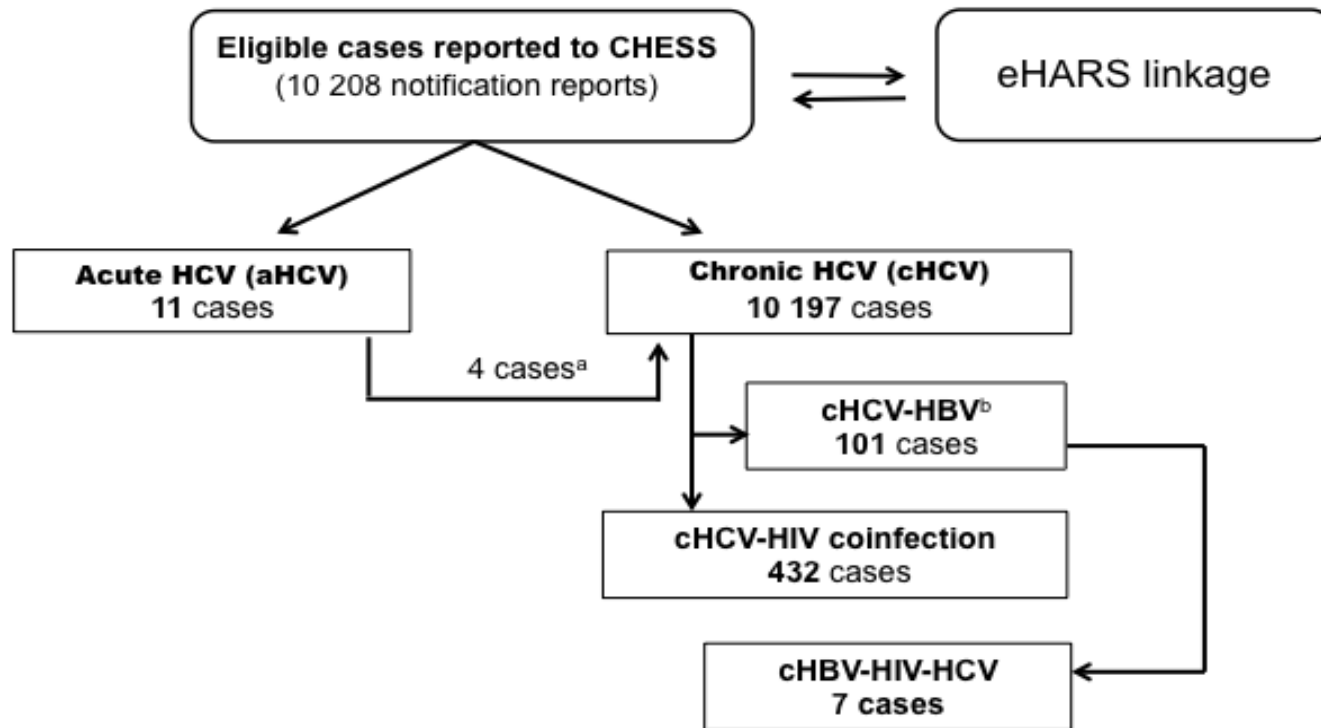 Eligible cases reported to CHESS
(10 208 notification reports)
eHARS linkage
Acute HCV (aHCV)
11 cases
Chronic HCV (cHCV)
10 197 cases
4 casesᵃ
cHCV-HBVᵇ
101 cases
cHCV-HIV coinfection
432 cases
cHBV-HIV-HCV
7 cases